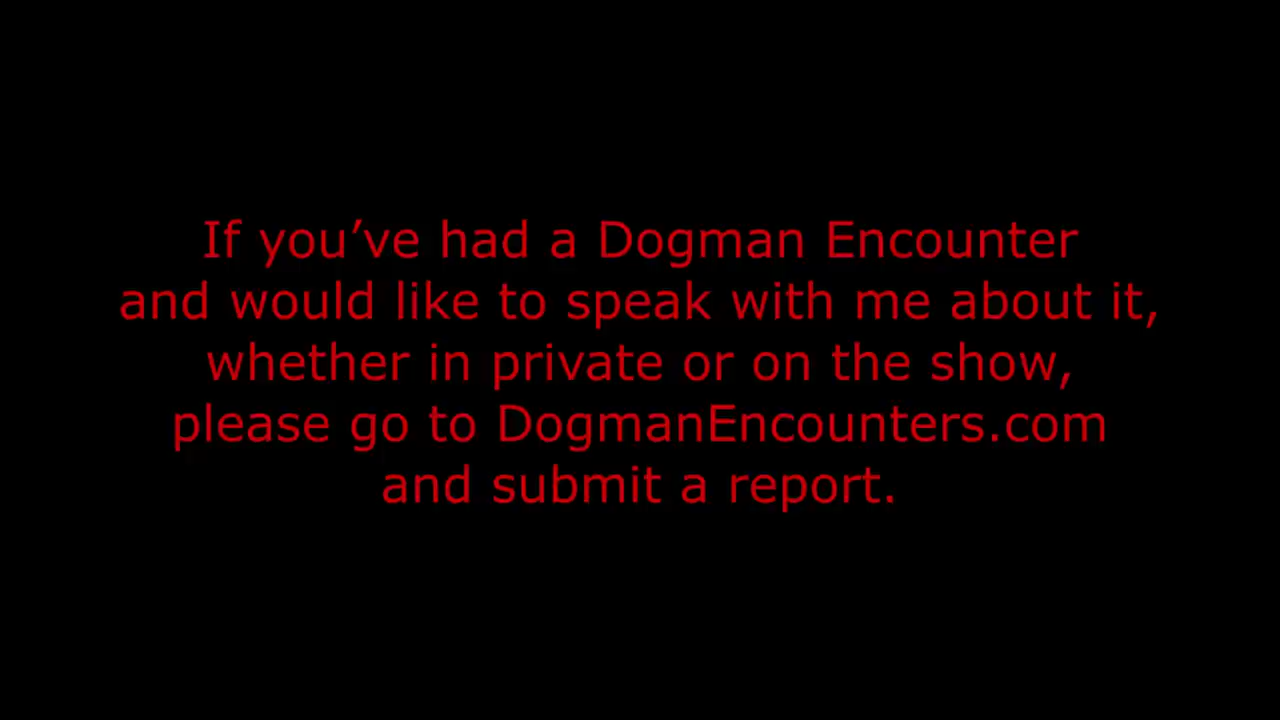 If you’ve had a Dogman Encounter
and would like to speak with me about it,
whether in private or on the show,
please go to DogmanEncounters.com
and submit a report.